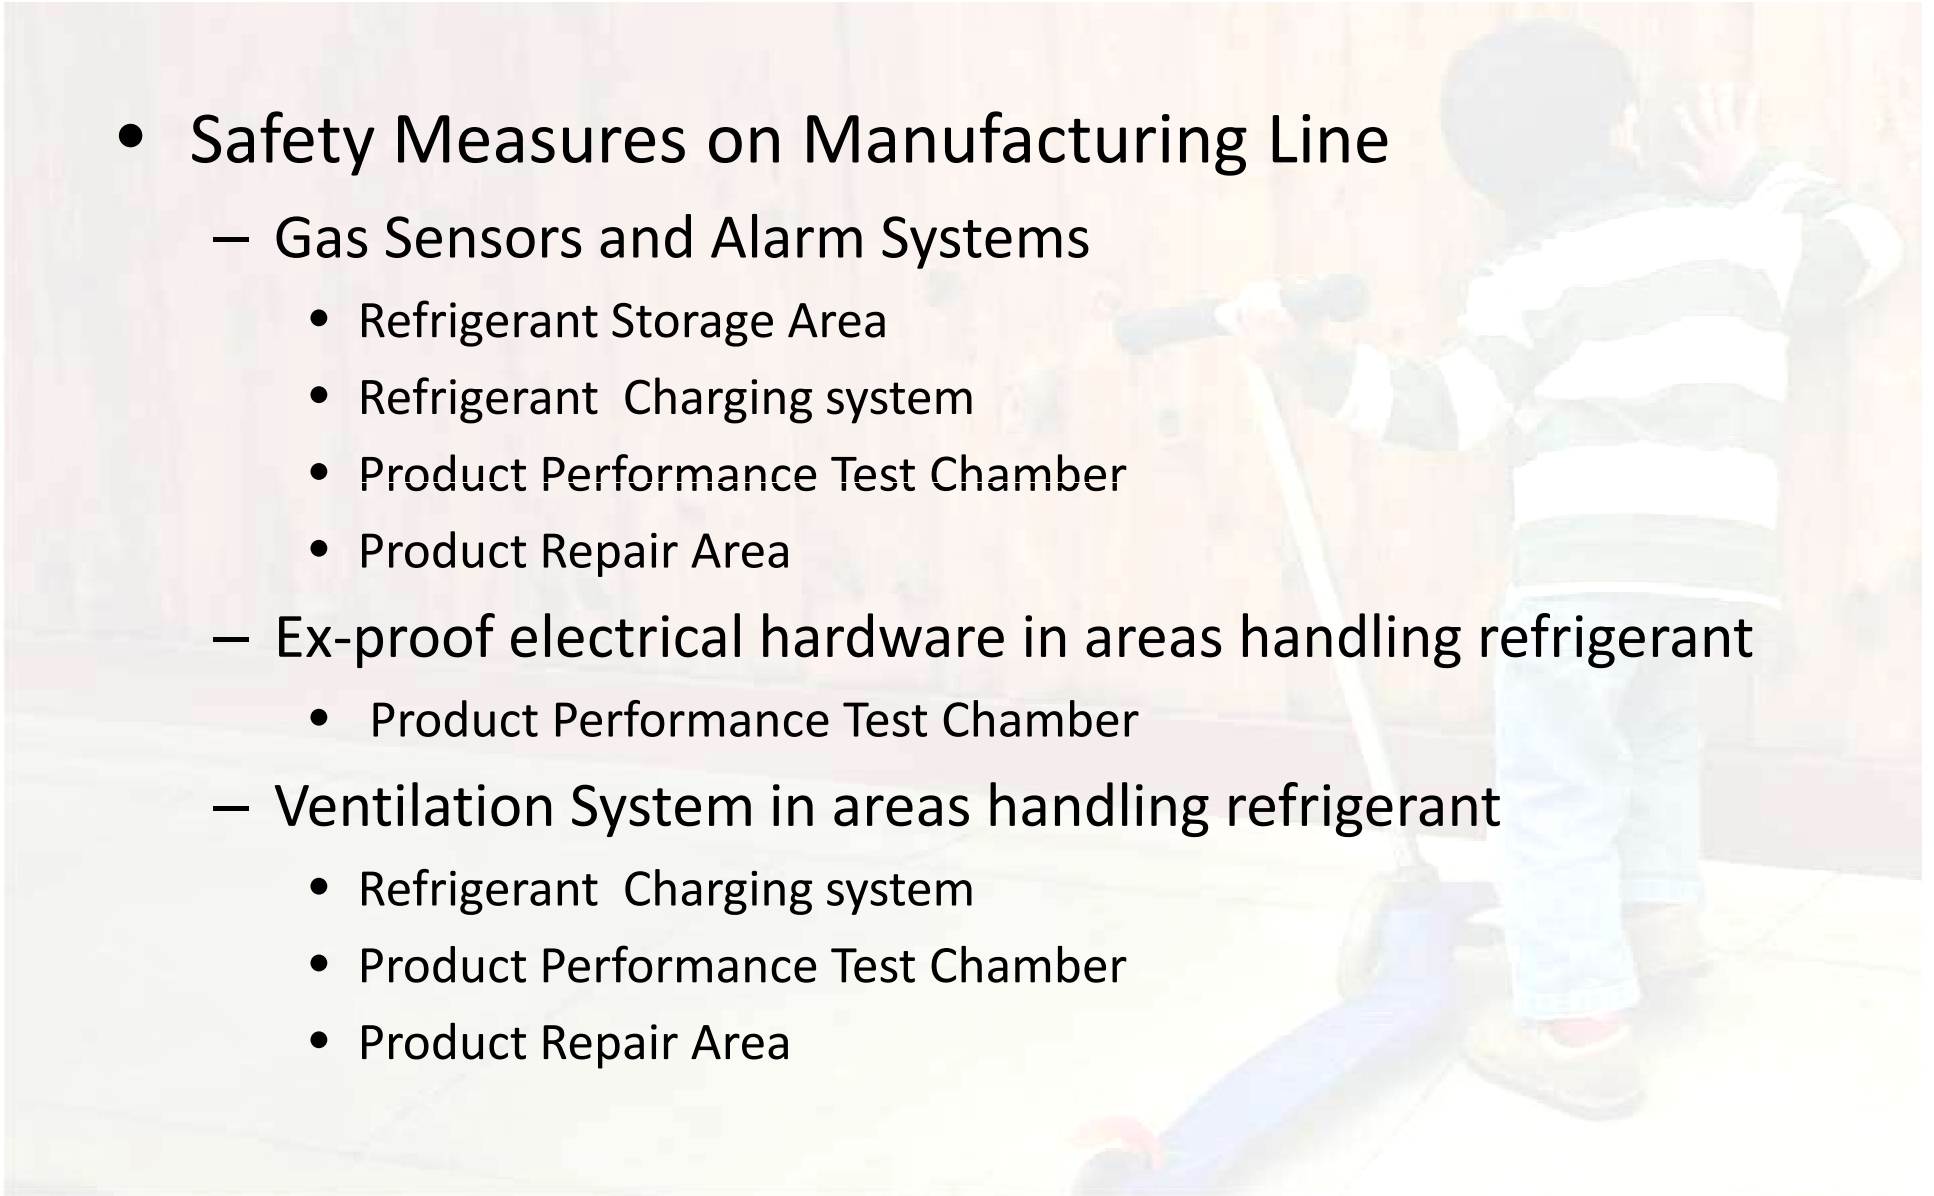 • Safety Measures on Manufacturing Line
– Gas Sensors and Alarm Systems
• Refrigerant Storage Area
• Refrigerant  Charging system
• Product Performance Test Chamber
• Product Repair Area
– Ex-proof electrical hardware in areas handling refrigerant
• Product Performance Test Chamber
– Ventilation System in areas handling refrigerant
• Refrigerant  Charging system
• Product Performance Test Chamber
• Product Repair Area